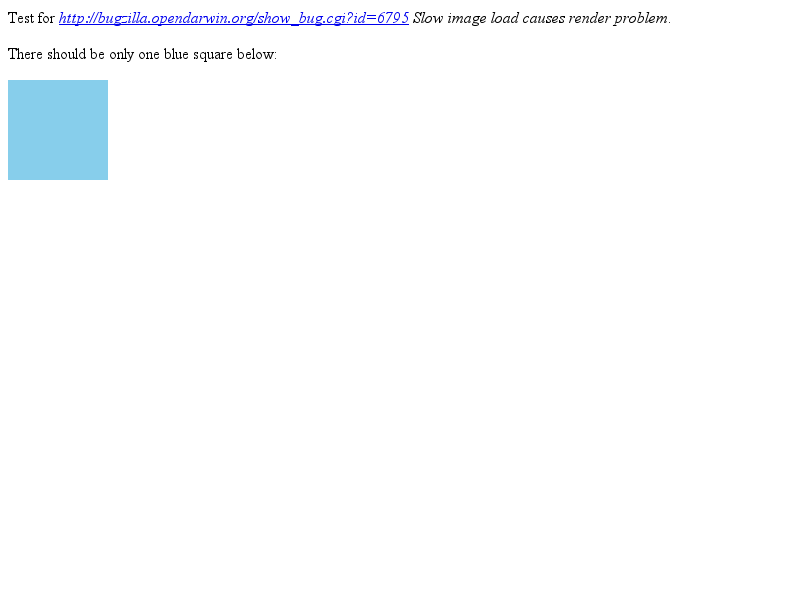 Test for http://bugzilla.opendarwin.org/show_bug.cgi?id=6795 Slow image load causes render problem.
There should be only one blue square below: